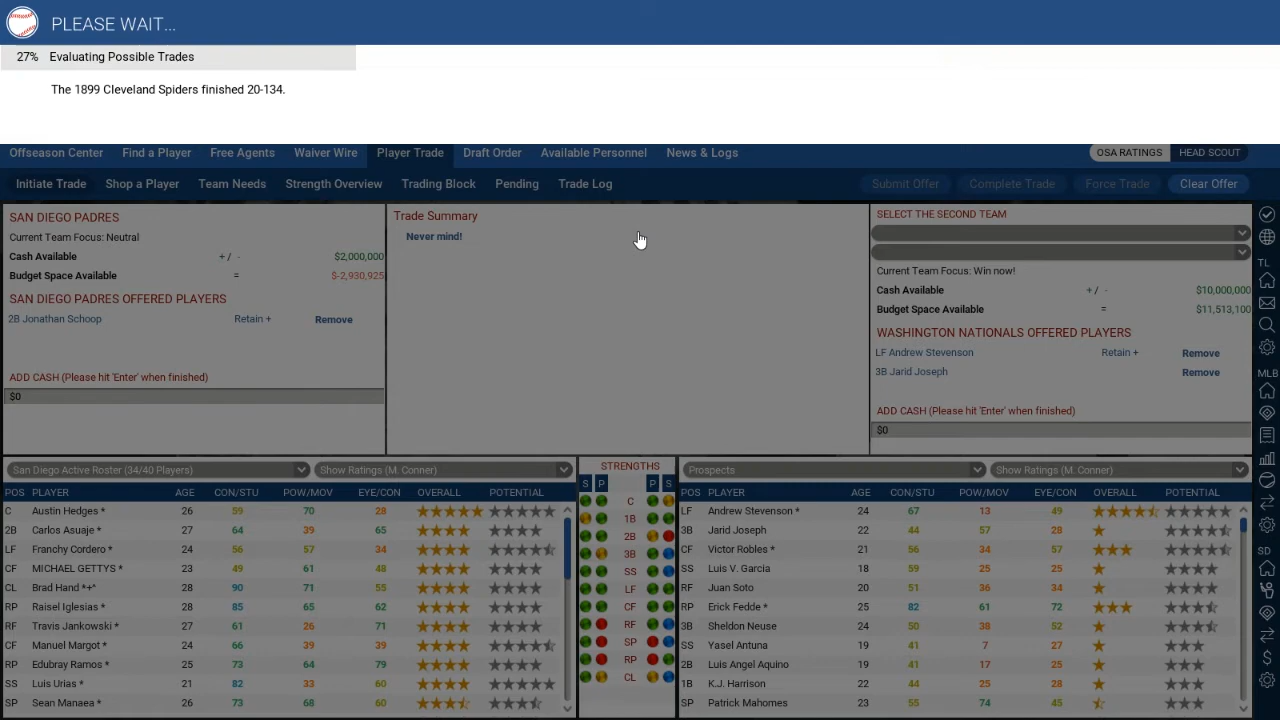 PLEASE WAIT...
27% Evaluating Possible Trades
The 1899 Cleveland Spiders finished 20-134.
Offseason Center Find a Player Free Agents Waiver Wire Player Trade Draft Order Available Personnel News & Logs OSA RATINGS HEAD SCOUT
Initiate Trade Shop a Player Team Needs Strength Overview Trading Block Pending Trade Log Submit Offer Complete Trade Force Trade Clear Offer
SAN DIEGO PADRES
Current Team Focus: Neutral
Cash Available + / - $2,000,000
Budget Space Available = $-2,930,925
SAN DIEGO PADRES OFFERED PLAYERS
2B Jonathan Schoop Retain + Remove
ADD CASH (Please hit 'Enter' when finished)
$0
Trade Summary
Never mind!
SELECT THE SECOND TEAM
Current Team Focus: Win now!
Cash Available + / - $10,000,000
Budget Space Available = $11,513,100
WASHINGTON NATIONALS OFFERED PLAYERS
LF Andrew Stevenson Retain + Remove
3B Jarid Joseph Remove
ADD CASH (Please hit 'Enter' when finished)
$0
TL
MLB
SD
San Diego Active Roster (34/40 Players) Show Ratings (M. Conner)
POS PLAYER AGE CON/STU POW/MOV EYE/CON OVERALL POTENTIAL
C Austin Hedges * 26 59 70 28
2B Carlos Asuaje * 27 64 39 65
LF Franchy Cordero * 24 56 57 34
CF MICHAEL GETTYS * 23 49 61 48
CL Brad Hand *+^ 28 90 71 55
RP Raisel Iglesias * 28 85 65 62
RF Travis Jankowski * 27 61 26 71
CF Manuel Margot * 24 66 39 39
RP Edubray Ramos * 25 73 64 79
SS Luis Urias * 21 82 33 60
SP Sean Manaea * 26 73 68 60
STRENGTHS
S P P S
C
1B
2B
3B
SS
LF
CF
RF
SP
RP
CL
Prospects Show Ratings (M. Conner)
POS PLAYER AGE CON/STU POW/MOV EYE/CON OVERALL POTENTIAL
LF Andrew Stevenson * 24 67 13 49
3B Jarid Joseph 22 44 57 28
CF Victor Robles * 21 56 34 57
SS Luis V. Garcia 18 59 25 25
RF Juan Soto 20 51 36 34
RP Erick Fedde * 25 82 61 72
3B Sheldon Neuse 24 50 38 52
SS Yasel Antuna 19 41 7 27
2B Luis Angel Aquino 19 41 17 25
1B K.J. Harrison 22 44 25 28
SP Patrick Mahomes 23 55 74 45